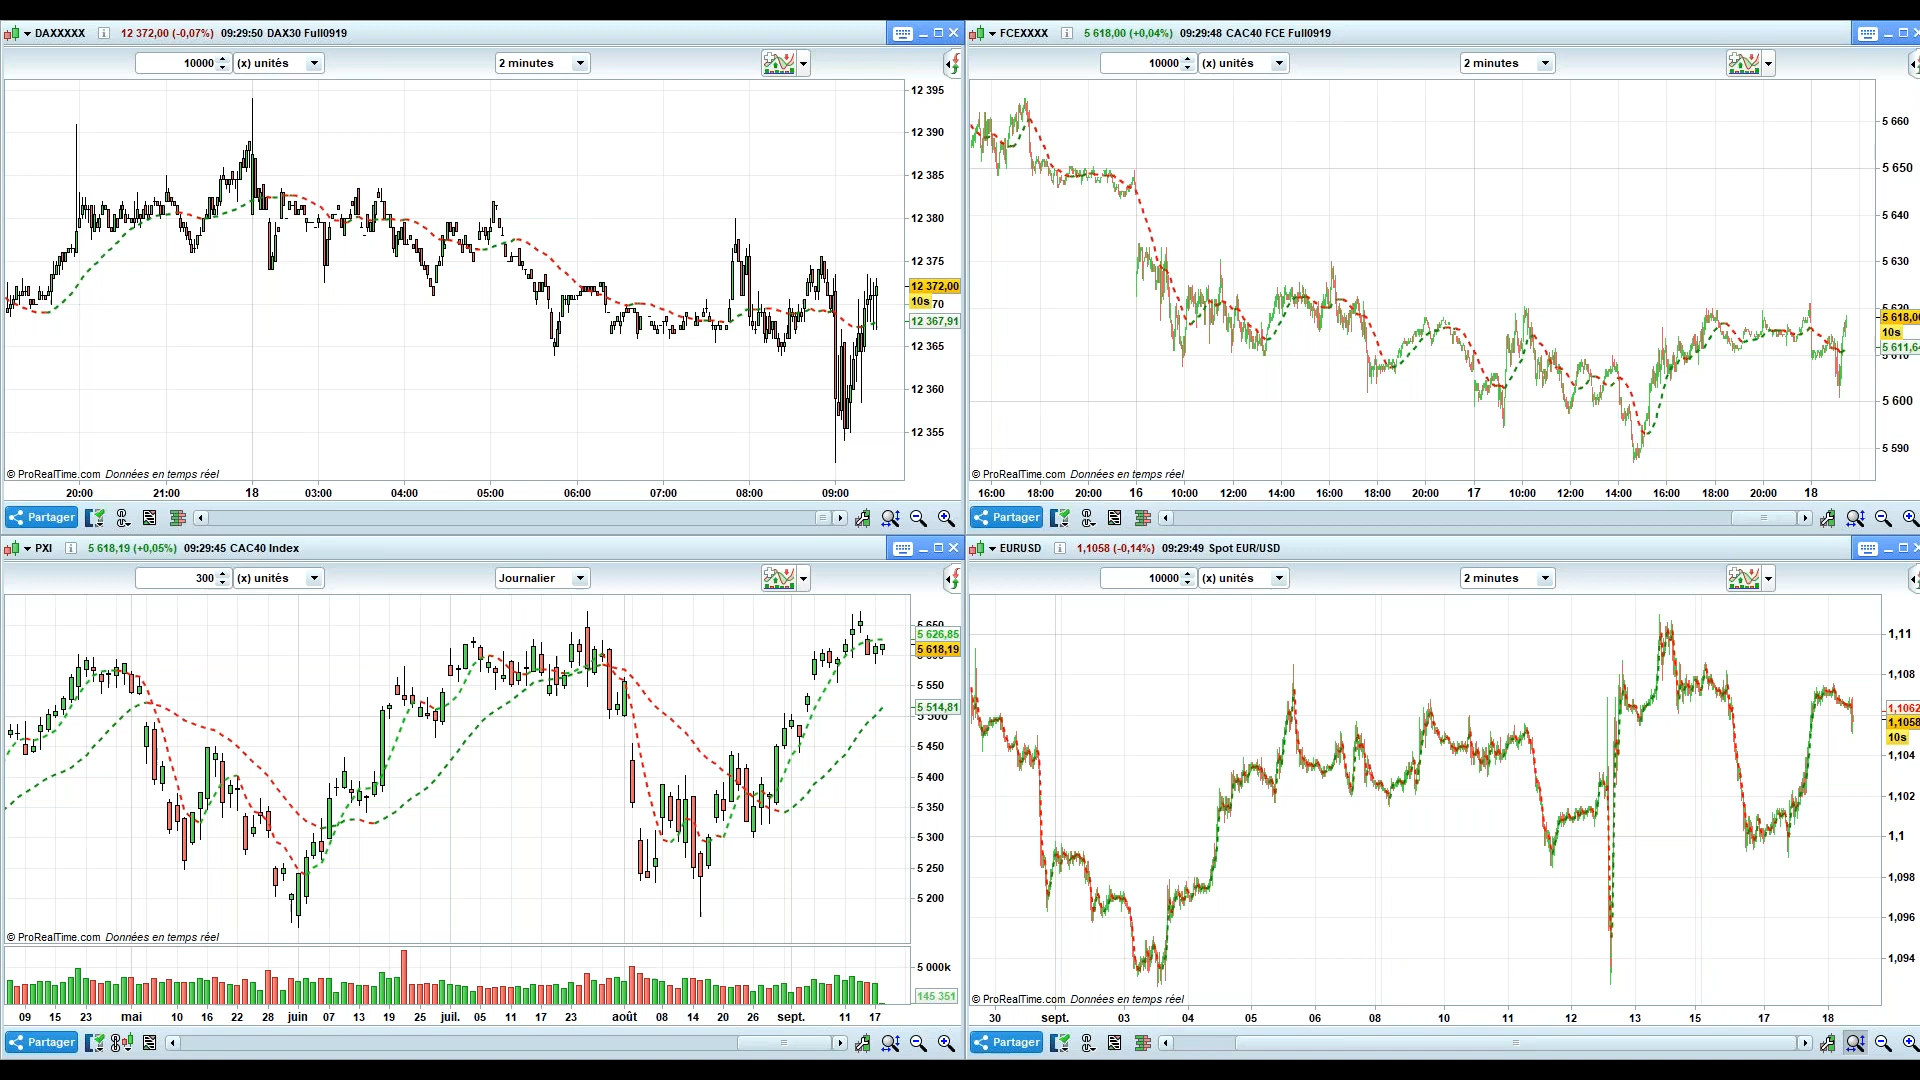 DAXXXXX 12 372,00 (-0,07%) 09:29:50 DAX30 Full0919
10000 (x) unités 2 minutes
12 395
12 390
12 385
12 380
12 375
12 372,00
10s 70
12 367,91
12 365
12 360
12 355
© ProRealTime.com Données en temps réel
20:00 21:00 18 03:00 04:00 05:00 06:00 07:00 08:00 09:00
Partager
FCEXXXX 5 618,00 (+0,04%) 09:29:48 CAC40 FCE Full0919
10000 (x) unités 2 minutes
5 660
5 650
5 640
5 630
5 618,00
10s
5 611,64
5 600
5 590
© ProRealTime.com Données en temps réel
16:00 18:00 20:00 16 10:00 12:00 14:00 16:00 18:00 20:00 17 10:00 12:00 14:00 16:00 18:00 20:00 18
Partager
PXI 5 618,19 (+0,05%) 09:29:45 CAC40 Index
300 (x) unités Journalier
5 626,85
5 618,19
5 550
5 514,81
5 500
5 450
5 400
5 350
5 300
5 250
5 200
© ProRealTime.com Données en temps réel
5 000k
145 351
09 15 23 mai 10 16 22 28 juin 07 13 19 juil. 05 11 17 23 août 08 14 20 26 sept. 11 17
Partager
EURUSD 1,1058 (-0,14%) 09:29:49 Spot EUR/USD
10000 (x) unités 2 minutes
1,11
1,108
1,1062
1,1058
10s
1,104
1,102
1,1
1,098
1,096
1,094
© ProRealTime.com Données en temps réel
30 sept. 03 04 05 06 08 10 11 12 13 15 17 18
Partager